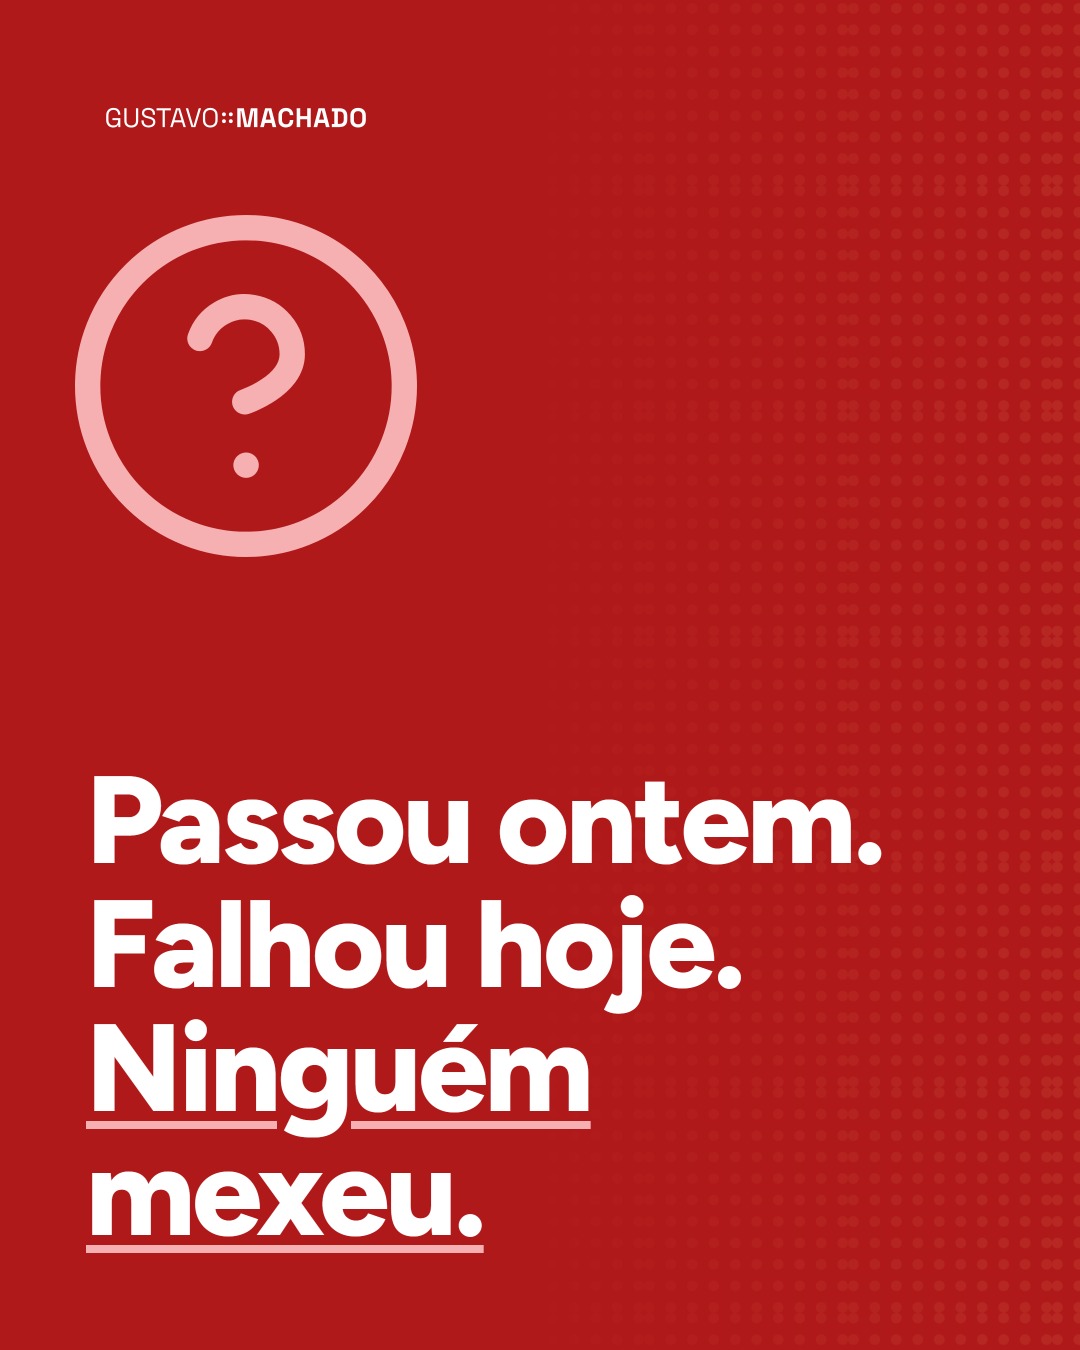 GUSTAVO::MACHADO
?
Passou ontem.
Falhou hoje.
Ninguém
mexeu.